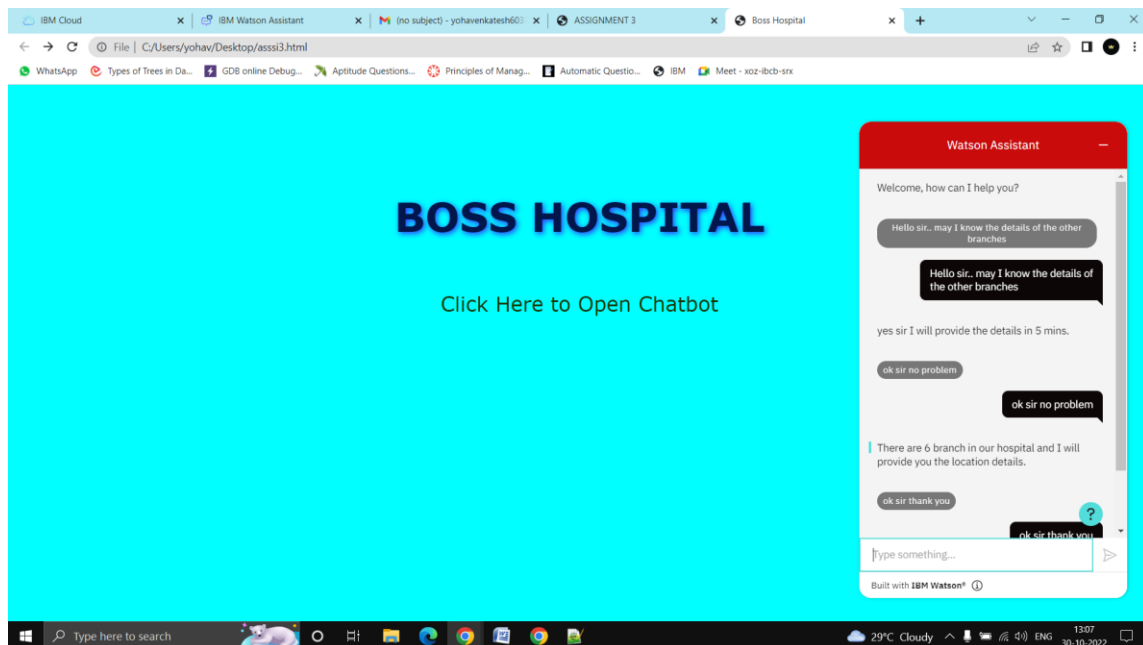 IBM Cloud
IBM Watson Assistant
(no subject) - yohavenkatesh603
ASSIGNMENT 3
Boss Hospital
File | C:/Users/yohav/Desktop/asssi3.html
WhatsApp
Types of Trees in Da...
GDB online Debug...
Aptitude Questions...
Principles of Manag...
Automatic Questio...
IBM
Meet - xoz-ibcb-srx
BOSS HOSPITAL
Click Here to Open Chatbot
Watson Assistant
Welcome, how can I help you?
Hello sir.. may I know the details of the other
branches
Hello sir.. may I know the details of
the other branches
yes sir I will provide the details in 5 mins.
ok sir no problem
ok sir no problem
There are 6 branch in our hospital and I will
provide you the location details.
ok sir thank you
?
ok sir thank you
Type something...
Built with IBM Watson®
Type here to search
29°C Cloudy
ENG
13:07
30-10-2022